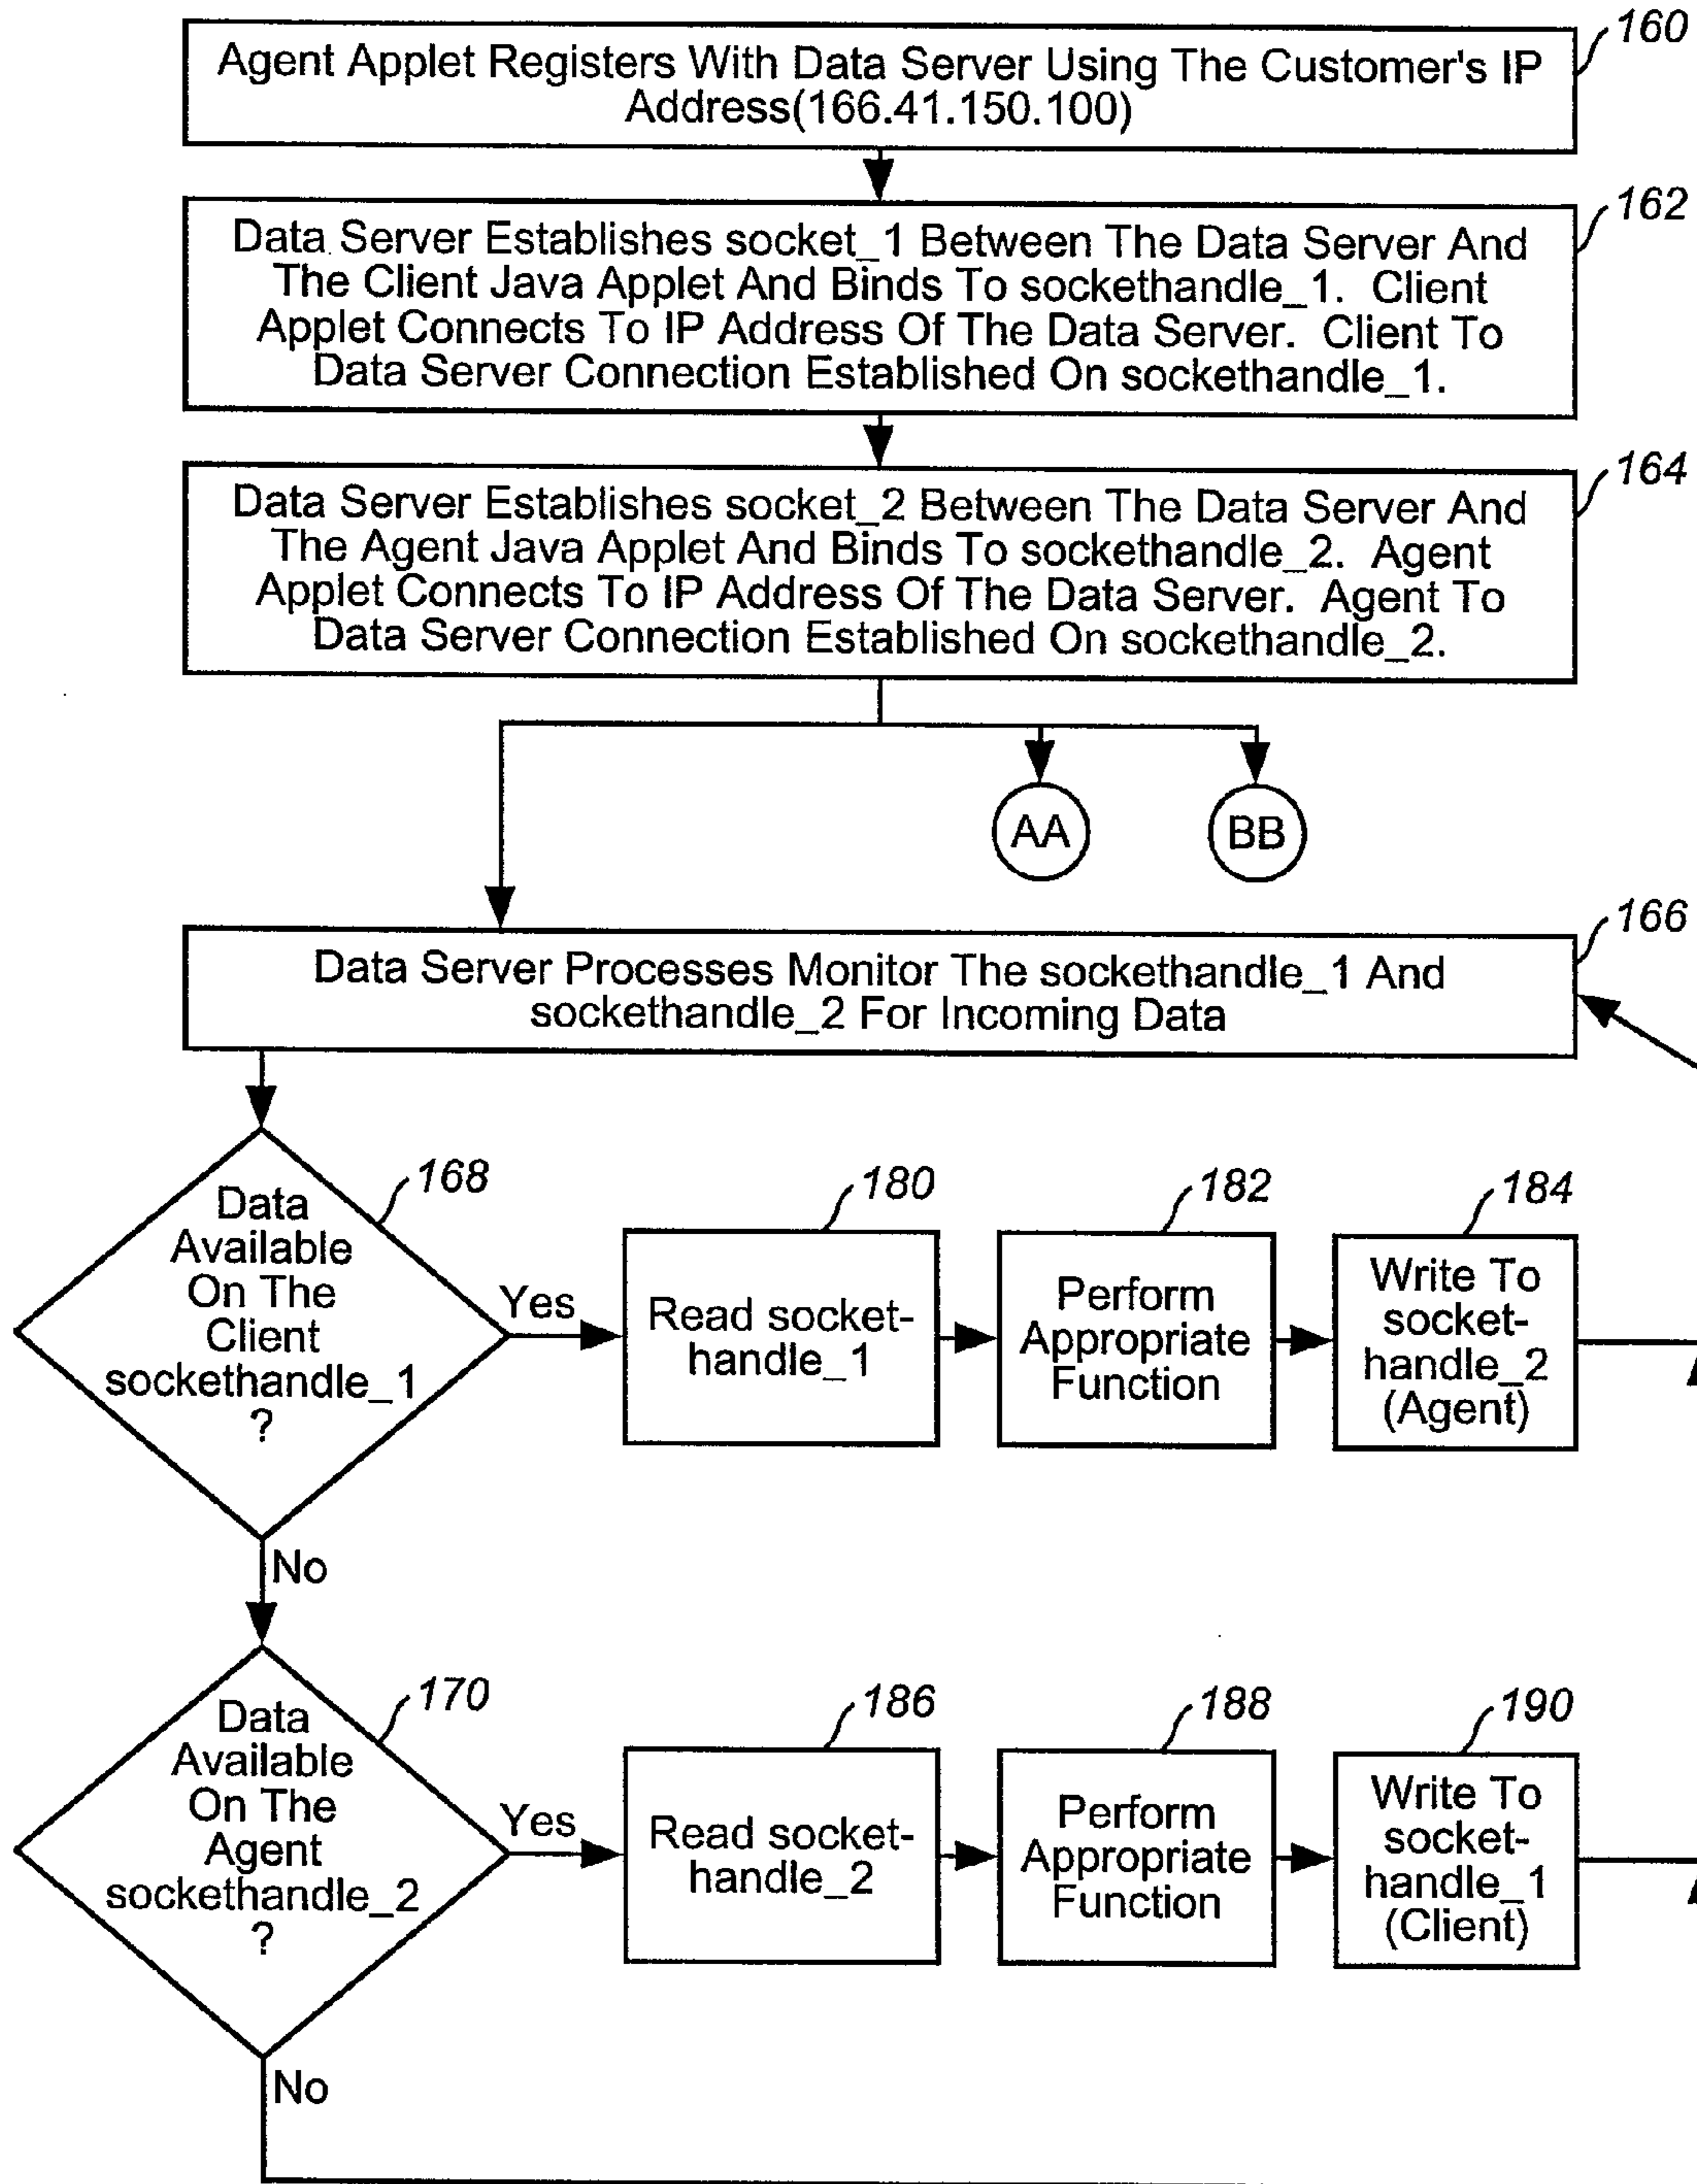 160
Agent Applet Registers With Data Server Using The Customer's IP
Address(166.41.150.100)
162
Data Server Establishes socket_1 Between The Data Server And
The Client Java Applet And Binds To sockethandle_1. Client
Applet Connects To IP Address Of The Data Server. Client To
Data Server Connection Established On sockethandle_1.
164
Data Server Establishes socket_2 Between The Data Server And
The Agent Java Applet And Binds To sockethandle_2. Agent
Applet Connects To IP Address Of The Data Server. Agent To
Data Server Connection Established On sockethandle_2.
AA
BB
166
Data Server Processes Monitor The sockethandle_1 And
sockethandle_2 For Incoming Data
168
Data
Available
On The
Client
sockethandle_1
?
Yes
180
Read socket-
handle_1
182
Perform
Appropriate
Function
184
Write To
socket-
handle_2
(Agent)
No
170
Data
Available
On The
Agent
sockethandle_2
?
Yes
186
Read socket-
handle_2
188
Perform
Appropriate
Function
190
Write To
socket-
handle_1
(Client)
No